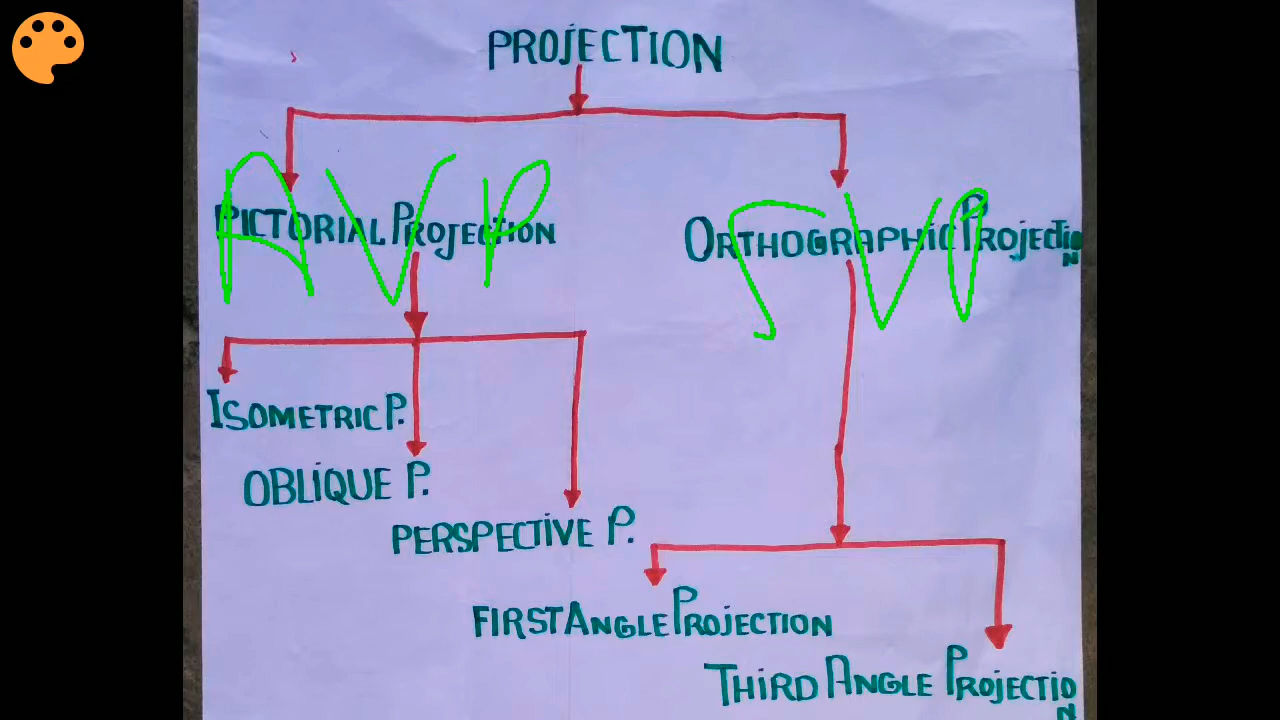 PROJECTION
PICTORIAL PROJECTION
ORTHOGRAPHIC PROJECTION
AVP
SVP
ISOMETRIC P.
OBLIQUE P.
PERSPECTIVE P.
FIRST ANGLE PROJECTION
THIRD ANGLE PROJECTION